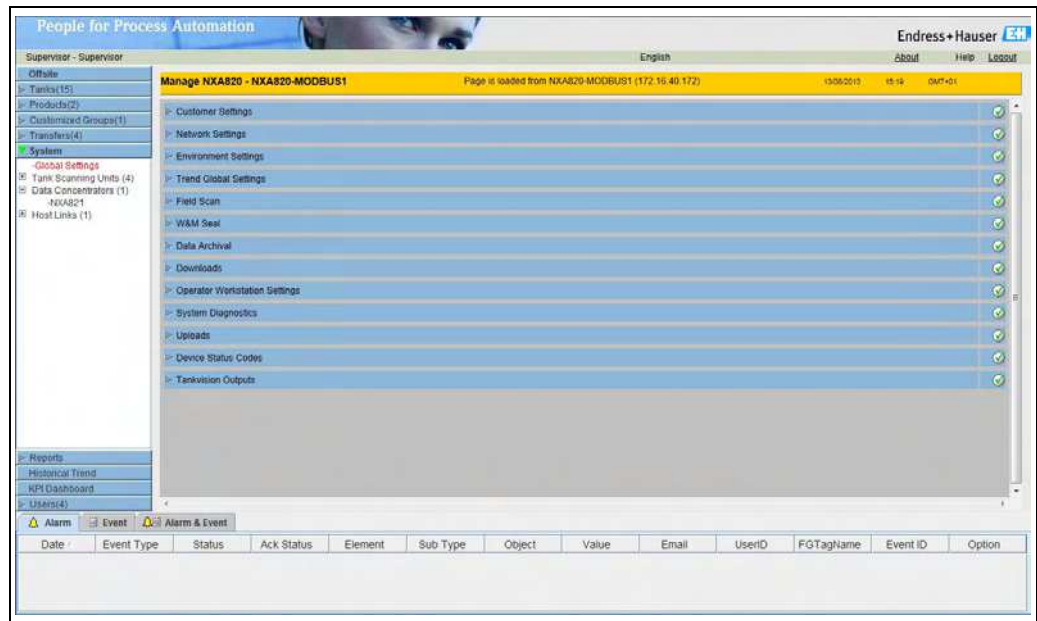 People for Process Automation
Endress+Hauser EH
Supervisor - Supervisor
English
About Help Logout
Offsite
Tanks(15)
Products(2)
Customized Groups(1)
Transfers(4)
System
-Global Settings
Tank Scanning Units (4)
Data Concentrators (1)
-NXA821
Host Links (1)
Reports
Historical Trend
KPI Dashboard
Users(4)
Manage NXA820 - NXA820-MODBUS1
Page is loaded from NXA820-MODBUS1 (172.16.40.172)
15:19
Customer Settings
Network Settings
Environment Settings
Trend Global Settings
Field Scan
W&M Seal
Data Archival
Downloads
Operator Workstation Settings
System Diagnostics
Uploads
Device Status Codes
Tankvision Outputs
Alarm Event Alarm & Event
Date Event Type Status Ack Status Element Sub Type Object Value Email UserID FGTagName Event ID Option